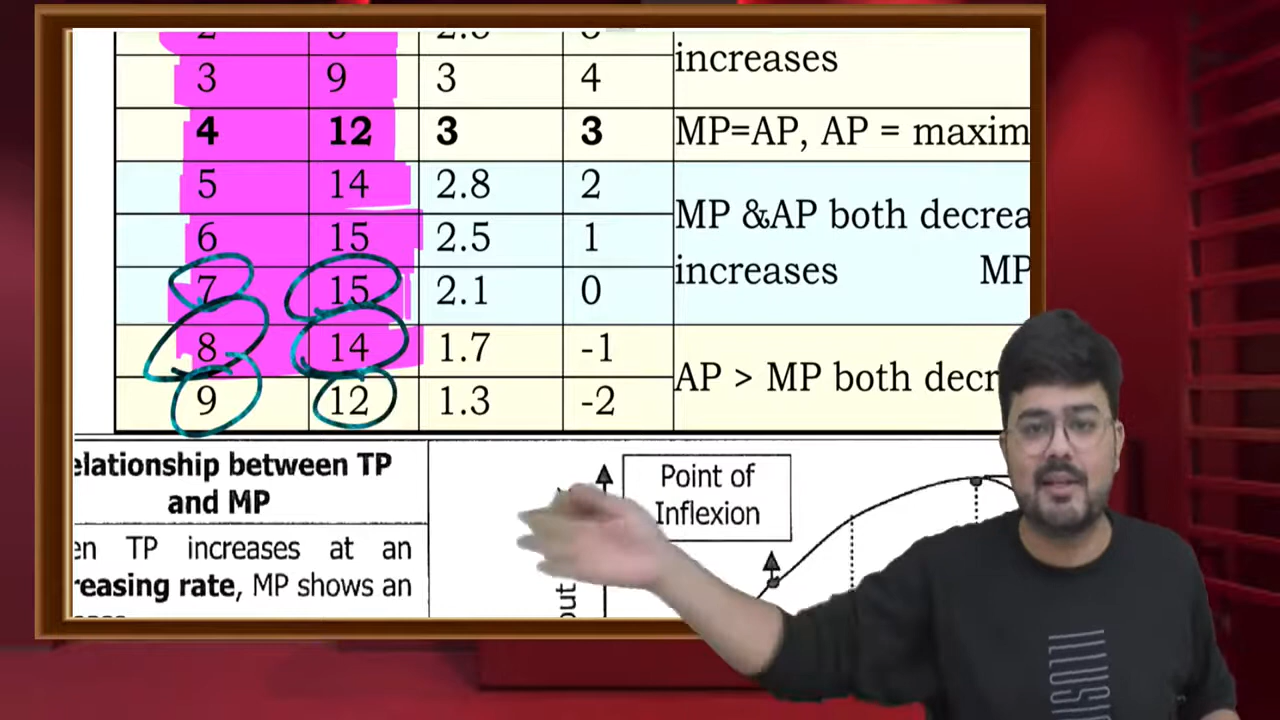 increases
3 9 3 4
4 12 3 3 MP=AP, AP = maxim
5 14 2.8 2
MP &AP both decrea
6 15 2.5 1
increases MP
7 15 2.1 0
8 14 1.7 -1
AP > MP both decr
9 12 1.3 -2
elationship between TP
and MP
en TP increases at an
reasing rate, MP shows an
Point of
Inflexion
out